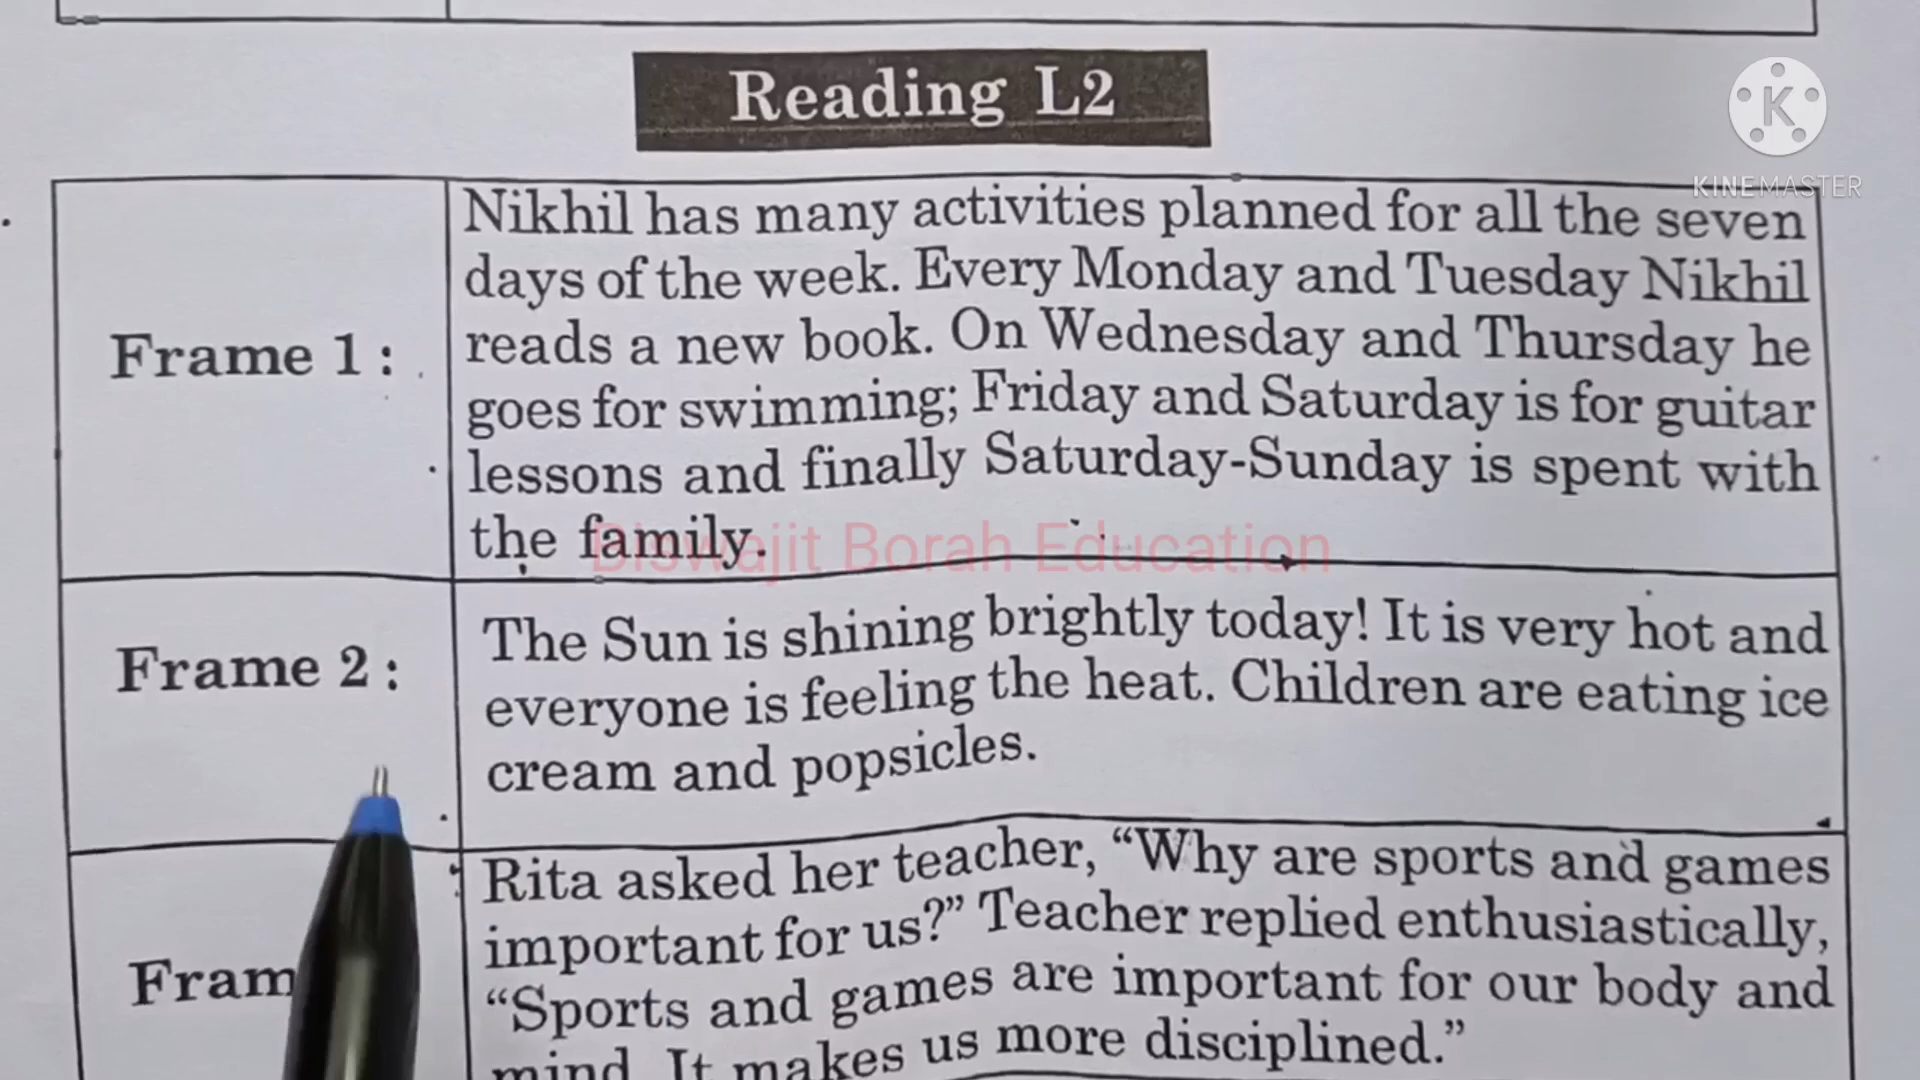 Reading L2
K
KINEMASTER
Frame 1 :
Nikhil has many activities planned for all the seven
days of the week. Every Monday and Tuesday Nikhil
reads a new book. On Wednesday and Thursday he
goes for swimming; Friday and Saturday is for guitar
lessons and finally Saturday-Sunday is spent with
the family.
Biswajit Borah Education
Frame 2 :
The Sun is shining brightly today! It is very hot and
everyone is feeling the heat. Children are eating ice
cream and popsicles.
Fram
Rita asked her teacher, “Why are sports and games
important for us?” Teacher replied enthusiastically,
“Sports and games are important for our body and
mind. It makes us more disciplined.”